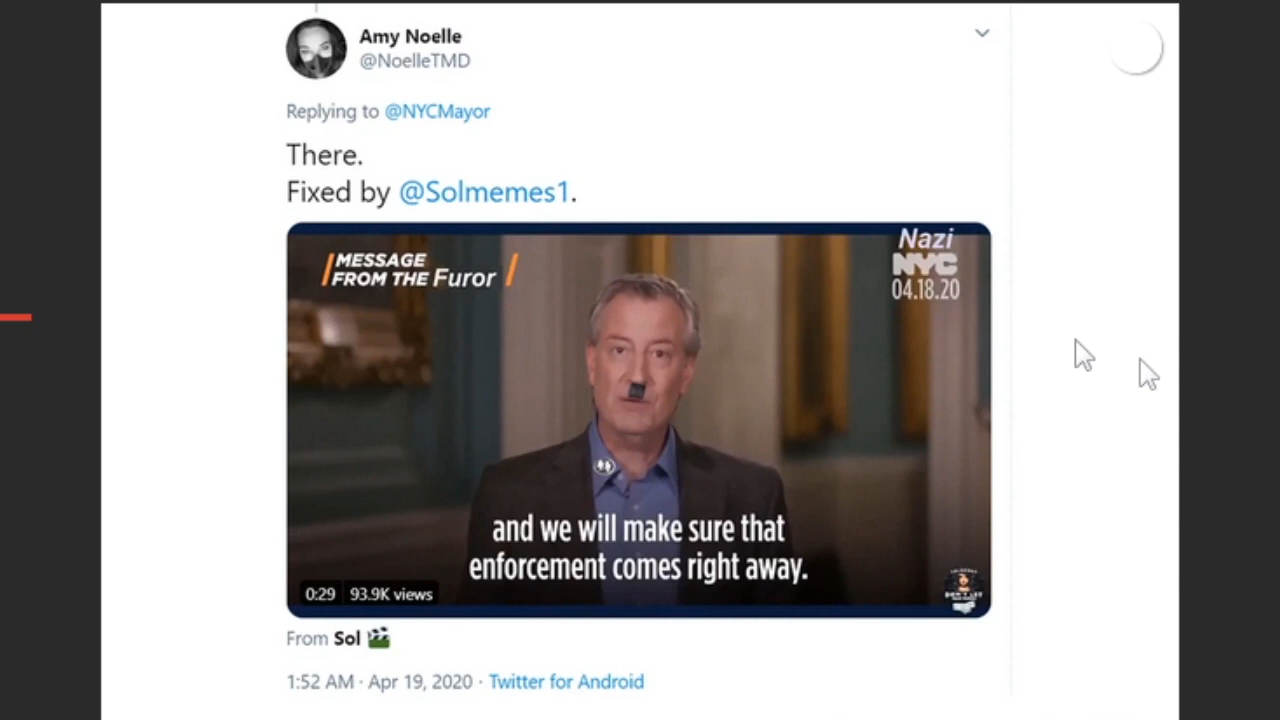 Amy Noelle
@NoelleTMD
Replying to @NYCMayor
There.
Fixed by @Solmemes1.
Nazi
NYC
04.18.20
MESSAGE
FROM THE Furor
and we will make sure that
enforcement comes right away.
0:29 93.9K views
DON'T LET
From Sol
1:52 AM · Apr 19, 2020 · Twitter for Android